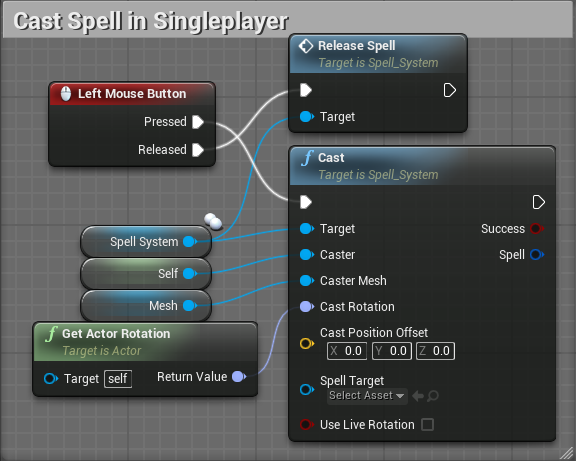 Cast Spell in Singleplayer
Release Spell
Target is Spell_System
Target
Left Mouse Button
Pressed
Released
Cast
Target is Spell_System
Spell System
Self
Mesh
Target
Success
Caster
Spell
Caster Mesh
Cast Rotation
Cast Position Offset
X 0.0 Y 0.0 Z 0.0
Spell Target
Select Asset
Use Live Rotation
Get Actor Rotation
Target is Actor
Target self
Return Value